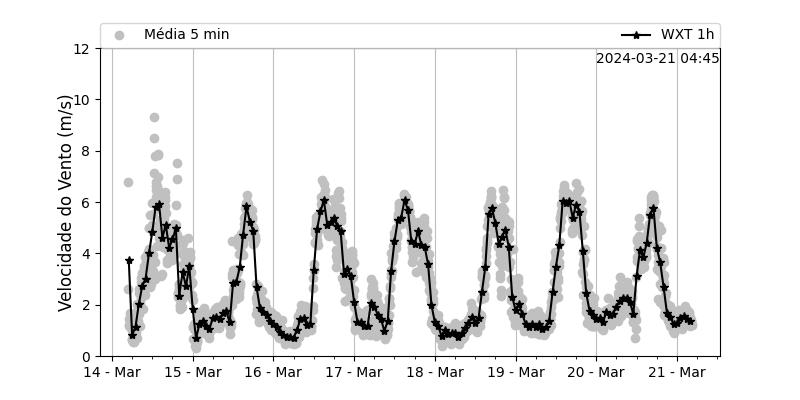 Média 5 min
WXT 1h
2024-03-21 04:45
Velocidade do Vento (m/s)
12
10
8
6
4
2
0
14 - Mar
15 - Mar
16 - Mar
17 - Mar
18 - Mar
19 - Mar
20 - Mar
21 - Mar